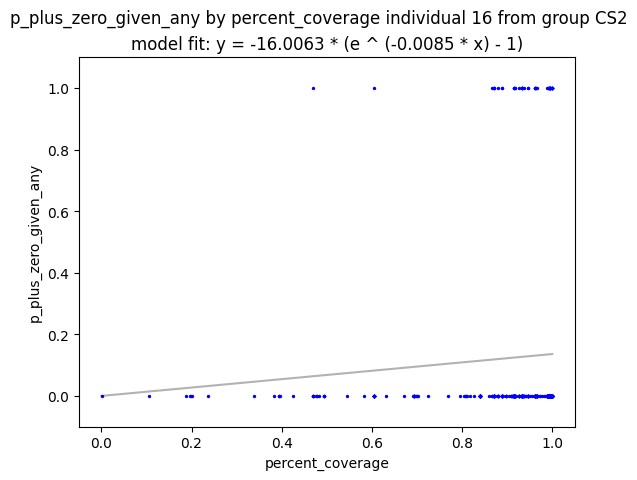 p_plus_zero_given_any by percent_coverage individual 16 from group CS2
model fit: y = -16.0063 * (e ^ (-0.0085 * x) - 1)
1.0
0.8
0.6
0.4
0.2
0.0
p_plus_zero_given_any
0.0 0.2 0.4 0.6 0.8 1.0
percent_coverage